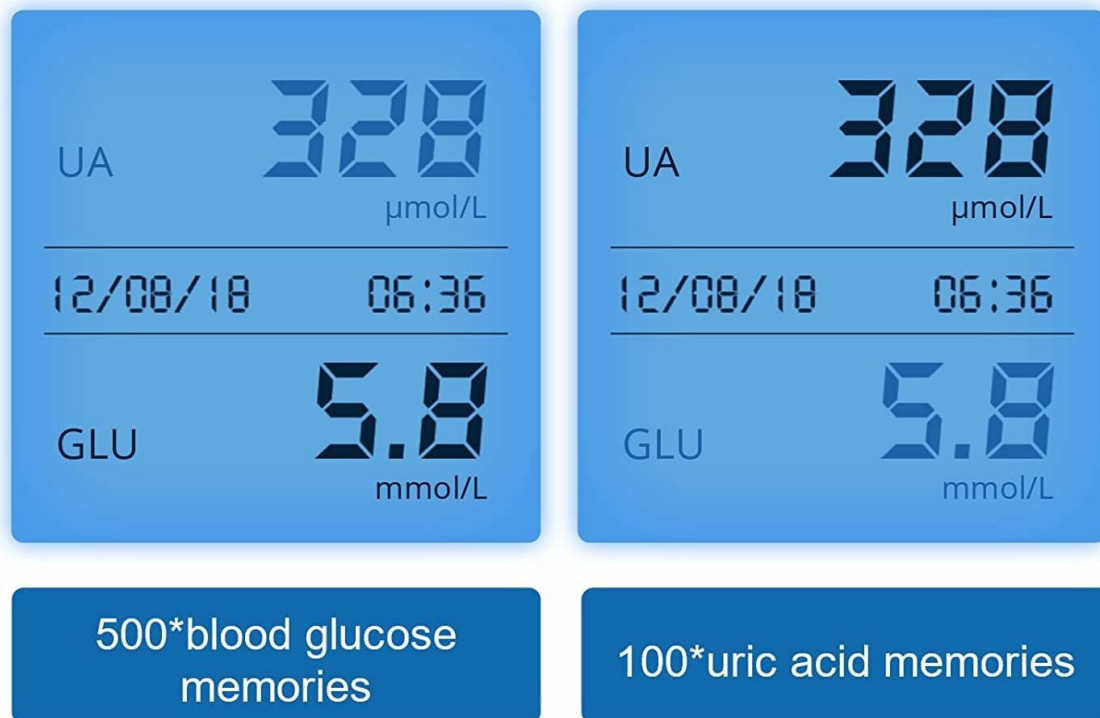 UA 328
µmol/L
12/08/18 06:36
GLU 5.8
mmol/L
500*blood glucose
memories
UA 328
µmol/L
12/08/18 06:36
GLU 5.8
mmol/L
100*uric acid memories